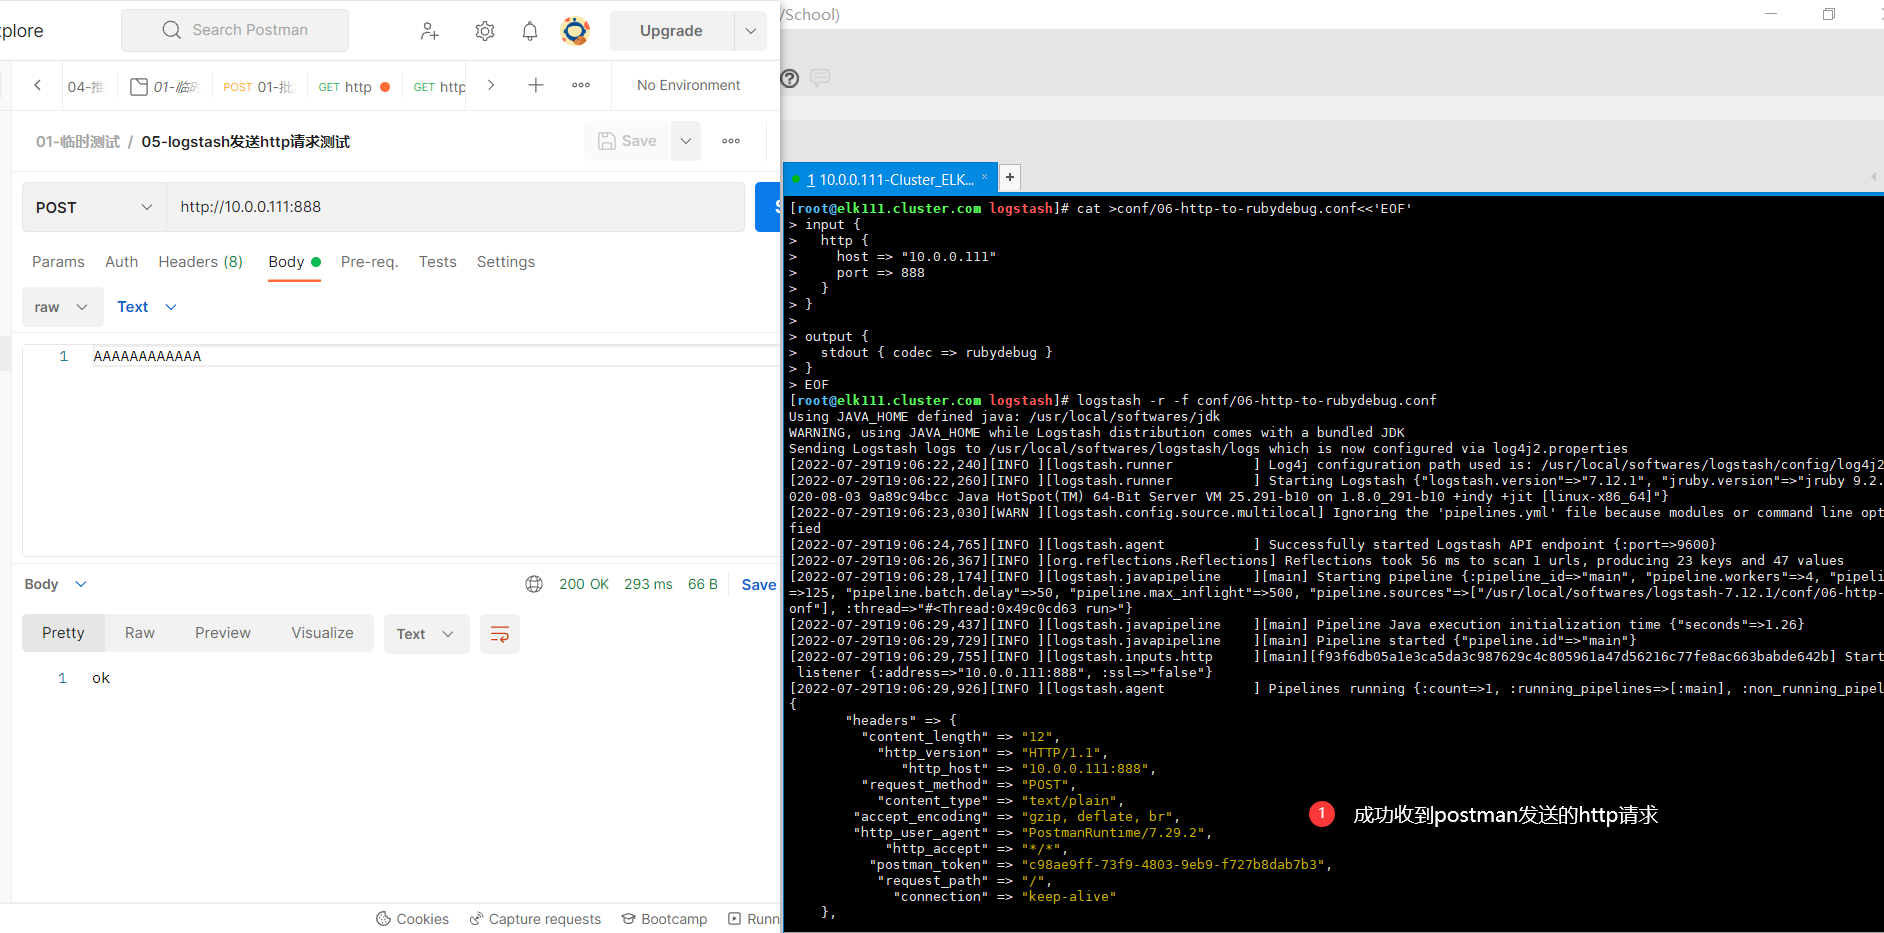 xplore
Search Postman
Upgrade
04-推
01-临时
POST 01-批
GET http
GET http
No Environment
01-临时测试 / 05-logstash发送http请求测试
Save
POST
http://10.0.0.111:888
S
Params Auth Headers (8) Body Pre-req. Tests Settings
raw
Text
1 AAAAAAAAAAAA
Body
200 OK 293 ms 66 B Save
Pretty Raw Preview Visualize Text
1 ok
Cookies Capture requests Bootcamp Runn
/School)
1 10.0.0.111-Cluster_ELK... × +
[root@elk111.cluster.com logstash]# cat >conf/06-http-to-rubydebug.conf<<'EOF'
> input {
>   http {
>     host => "10.0.0.111"
>     port => 888
>   }
> }
>
> output {
>   stdout { codec => rubydebug }
> }
> EOF
[root@elk111.cluster.com logstash]# logstash -r -f conf/06-http-to-rubydebug.conf
Using JAVA_HOME defined java: /usr/local/softwares/jdk
WARNING, using JAVA_HOME while Logstash distribution comes with a bundled JDK
Sending Logstash logs to /usr/local/softwares/logstash/logs which is now configured via log4j2.properties
[2022-07-29T19:06:22,240][INFO ][logstash.runner          ] Log4j configuration path used is: /usr/local/softwares/logstash/config/log4j2
[2022-07-29T19:06:22,260][INFO ][logstash.runner          ] Starting Logstash {"logstash.version"=>"7.12.1", "jruby.version"=>"jruby 9.2.
020-08-03 9a89c94bcc Java HotSpot(TM) 64-Bit Server VM 25.291-b10 on 1.8.0_291-b10 +indy +jit [linux-x86_64]"}
[2022-07-29T19:06:23,030][WARN ][logstash.config.source.multilocal] Ignoring the 'pipelines.yml' file because modules or command line opt
fied
[2022-07-29T19:06:24,765][INFO ][logstash.agent           ] Successfully started Logstash API endpoint {:port=>9600}
[2022-07-29T19:06:26,367][INFO ][org.reflections.Reflections] Reflections took 56 ms to scan 1 urls, producing 23 keys and 47 values
[2022-07-29T19:06:28,174][INFO ][logstash.javapipeline    ][main] Starting pipeline {:pipeline_id=>"main", "pipeline.workers"=>4, "pipeli
=>125, "pipeline.batch.delay"=>50, "pipeline.max_inflight"=>500, "pipeline.sources"=>["/usr/local/softwares/logstash-7.12.1/conf/06-http-
onf"], :thread=>"#<Thread:0x49c0cd63 run>"}
[2022-07-29T19:06:29,437][INFO ][logstash.javapipeline    ][main] Pipeline Java execution initialization time {"seconds"=>1.26}
[2022-07-29T19:06:29,729][INFO ][logstash.javapipeline    ][main] Pipeline started {"pipeline.id"=>"main"}
[2022-07-29T19:06:29,755][INFO ][logstash.inputs.http     ][main][f93f6db05a1e3ca5da3c987629c4c805961a47d56216c77fe8ac663babde642b] Start
 listener {:address=>"10.0.0.111:888", :ssl=>"false"}
[2022-07-29T19:06:29,926][INFO ][logstash.agent           ] Pipelines running {:count=>1, :running_pipelines=>[:main], :non_running_pipel
{
"headers" => {
"content_length" => "12",
"http_version" => "HTTP/1.1",
"http_host" => "10.0.0.111:888",
"request_method" => "POST",
"content_type" => "text/plain",
"accept_encoding" => "gzip, deflate, br",
1 成功收到postman发送的http请求
"http_user_agent" => "PostmanRuntime/7.29.2",
"http_accept" => "*/*",
"postman_token" => "c98ae9ff-73f9-4803-9eb9-f727b8dab7b3",
"request_path" => "/",
"connection" => "keep-alive"
},